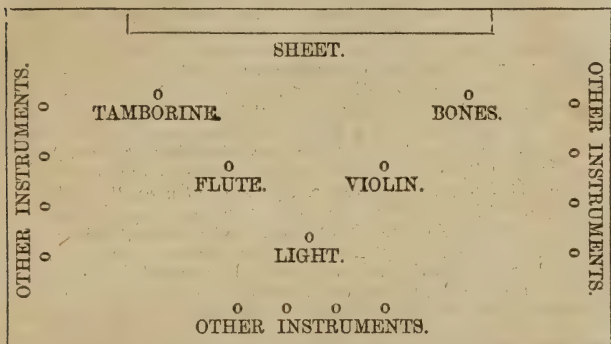 SHEET.
o o
TAMBORINE. BONES.
o o
FLUTE. VIOLIN.
o
LIGHT.
o o o o
OTHER INSTRUMENTS.
OTHER INSTRUMENTS.
o o o o
OTHER INSTRUMENTS.
o o o o